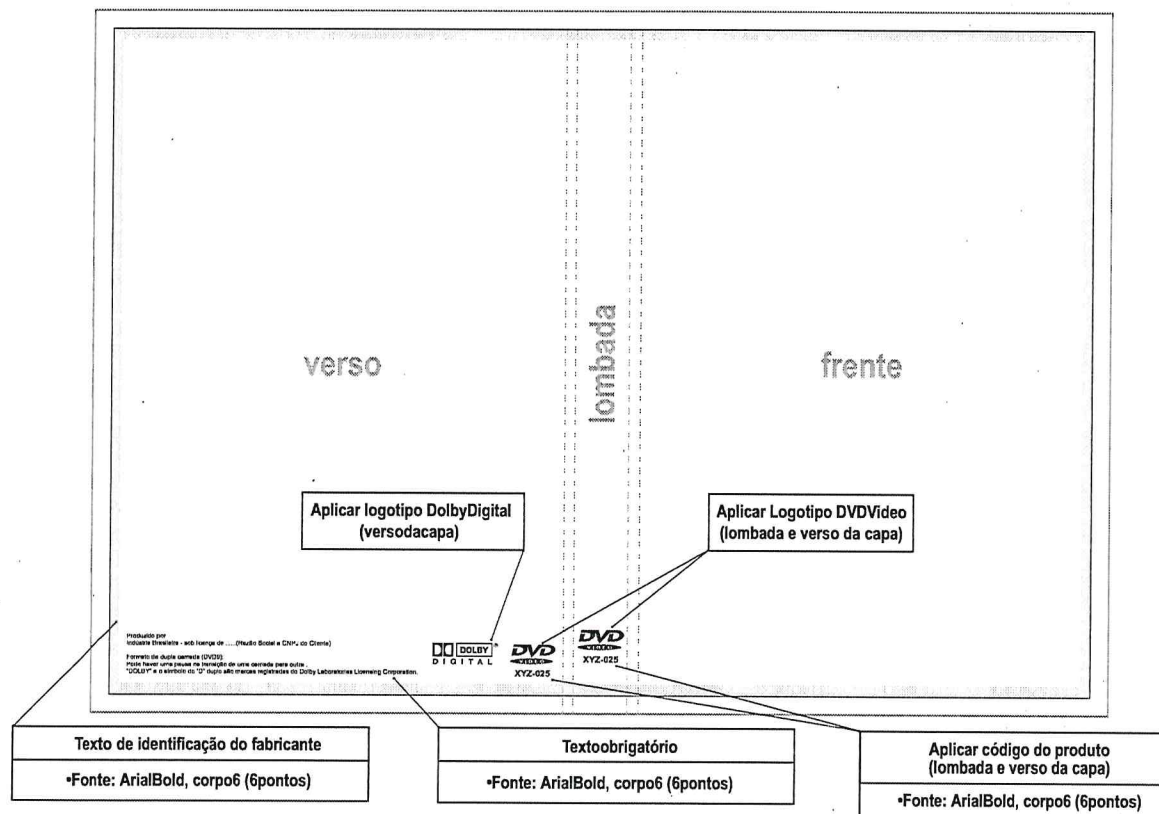 verso
lombada
frente
Aplicar logotipo DolbyDigital
(versodacapa)
Aplicar Logotipo DVDVideo
(lombada e verso da capa)
Produzido por
Indústria Brasileira - sob licença de ......(Razão Social e CNPJ do Cliente)
Formato de dupla camada (DVD9):
Pode haver uma pausa na transição de uma camada para outra .
"DOLBY" e o símbolo do "D" duplo são marcas registradas do Dolby Laboratories Licensing Corporation.
DOLBY
DIGITAL
DVD
VIDEO
XYZ-025
DVD
VIDEO
XYZ-025
Texto de identificação do fabricante
•Fonte: ArialBold, corpo6 (6pontos)
Textoobrigatório
•Fonte: ArialBold, corpo6 (6pontos)
Aplicar código do produto
(lombada e verso da capa)
•Fonte: ArialBold, corpo6 (6pontos)